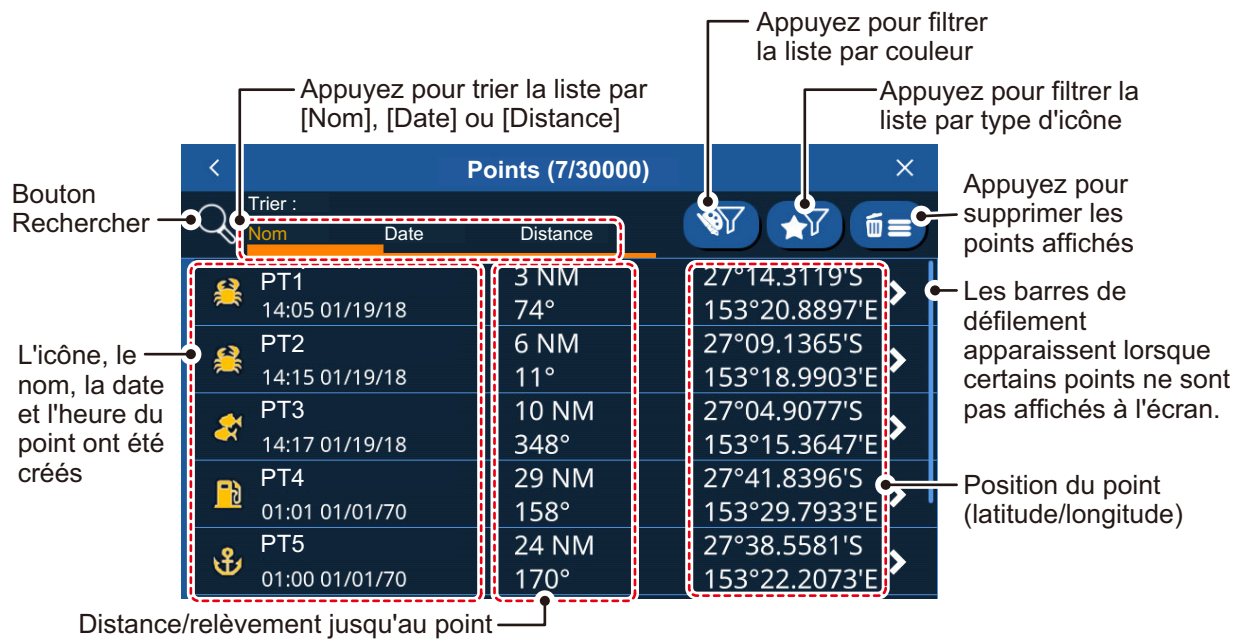 Appuyez pour filtrer
la liste par couleur
Appuyez pour trier la liste par
[Nom], [Date] ou [Distance]
Appuyez pour filtrer la
liste par type d'icône
Points (7/30000)
Bouton
Rechercher
Trier :
Nom Date Distance
Appuyez pour
supprimer les
points affichés
PT1 3 NM 27°14.3119'S
14:05 01/19/18 74° 153°20.8897'E
PT2 6 NM 27°09.1365'S
14:15 01/19/18 11° 153°18.9903'E
PT3 10 NM 27°04.9077'S
14:17 01/19/18 348° 153°15.3647'E
PT4 29 NM 27°41.8396'S
01:01 01/01/70 158° 153°29.7933'E
PT5 24 NM 27°38.5581'S
01:00 01/01/70 170° 153°22.2073'E
Les barres de
défilement
apparaissent lorsque
certains points ne sont
pas affichés à l'écran.
L'icône, le
nom, la date
et l'heure du
point ont été
créés
Position du point
(latitude/longitude)
Distance/relèvement jusqu'au point